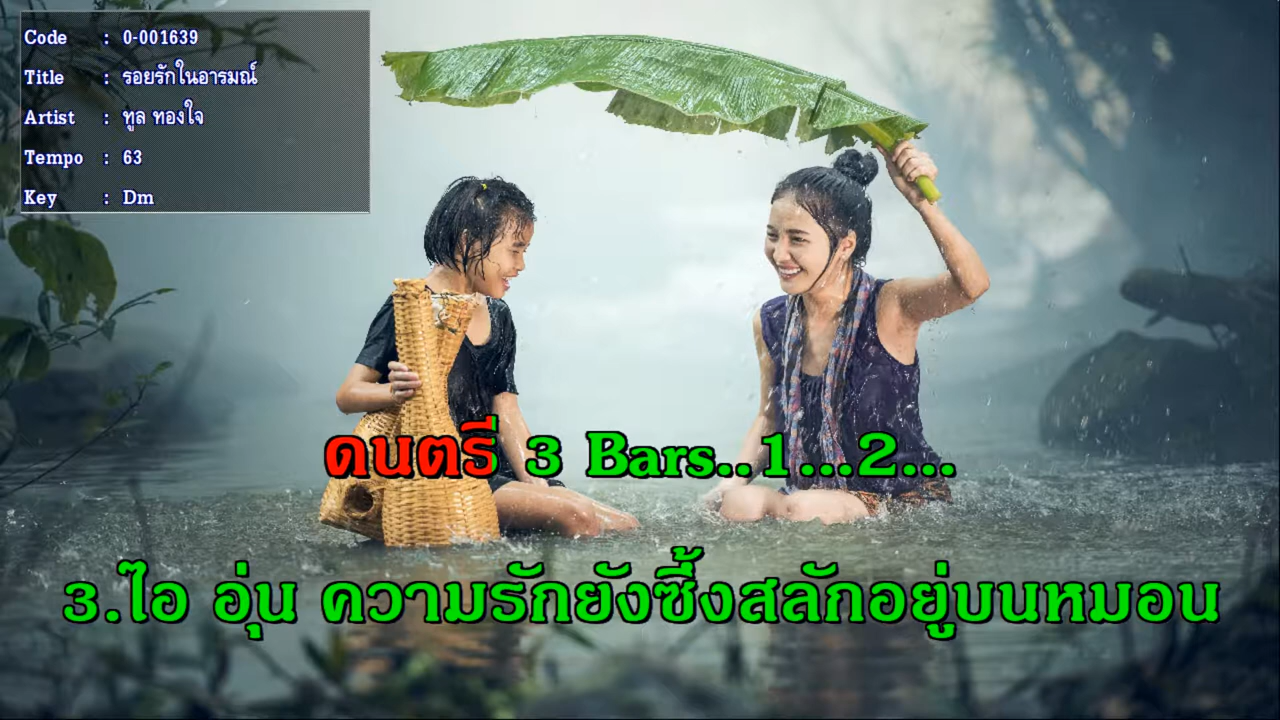 Code : 0-001639
Title : รอยรักในอารมณ์
Artist : ทูล ทองใจ
Tempo : 63
Key : Dm
ดนตรี 3 Bars..1...2...
3.ไอ อุ่น ความรักยังซึ้งสลักอยู่บนหมอน